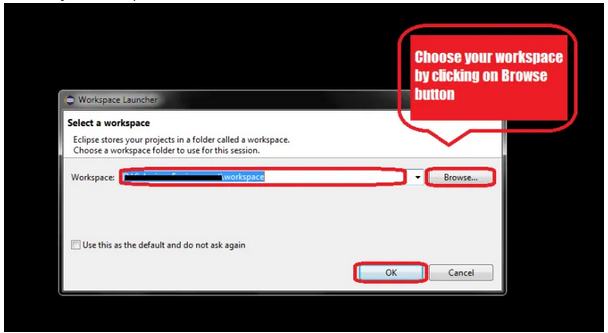 Choose your workspace
by clicking on Browse
button
Workspace Launcher
Select a workspace
Eclipse stores your projects in a folder called a workspace.
Choose a workspace folder to use for this session.
Workspace: workspace
Browse...
Use this as the default and do not ask again
OK
Cancel